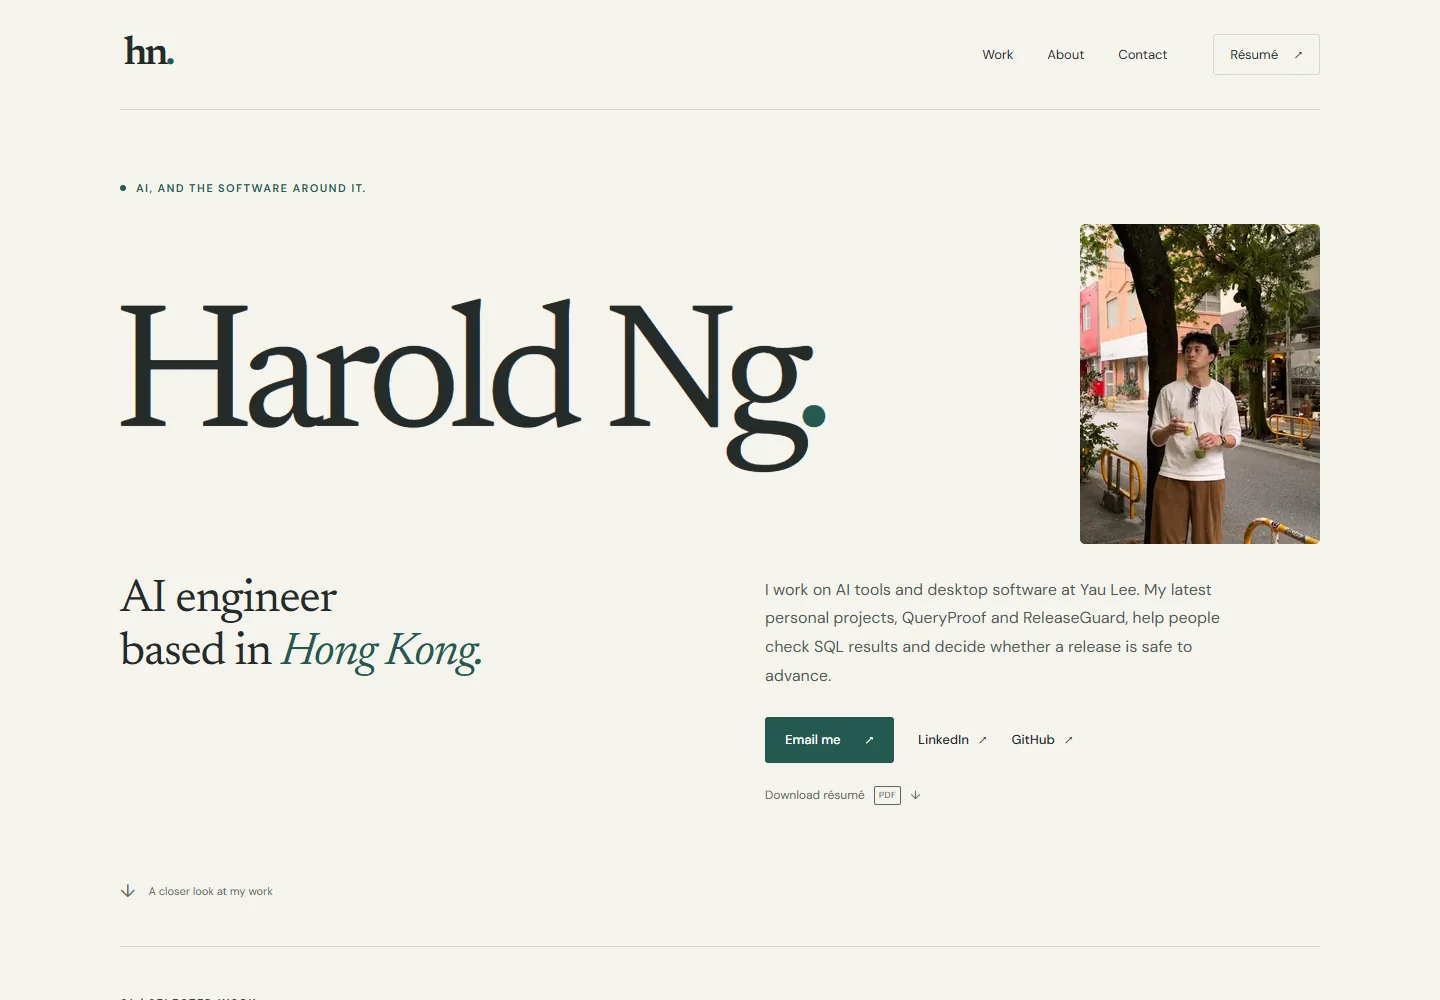 hn.
Work About Contact Résumé ↗
AI, AND THE SOFTWARE AROUND IT.
Harold Ng.
AI engineer
based in Hong Kong.
I work on AI tools and desktop software at Yau Lee. My latest
personal projects, QueryProof and ReleaseGuard, help people
check SQL results and decide whether a release is safe to
advance.
Email me ↗ LinkedIn ↗ GitHub ↗
Download résumé PDF ↓
↓ A closer look at my work